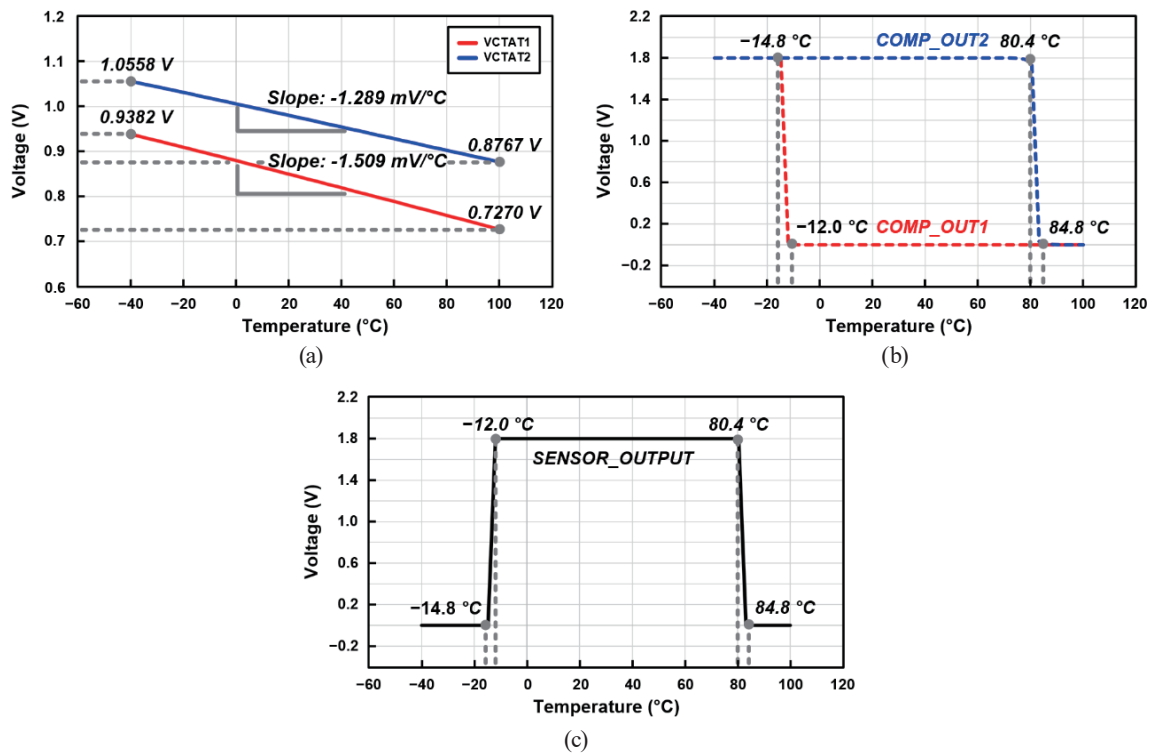 1.2
1.1
1.0
0.9
0.8
0.7
0.6
Voltage (V)
VCTAT1
VCTAT2
1.0558 V
Slope: -1.289 mV/°C
0.9382 V
0.8767 V
Slope: -1.509 mV/°C
0.7270 V
−60 −40 −20 0 20 40 60 80 100 120
Temperature (°C)
(a)
2.2
1.8
1.4
1.0
0.6
0.2
−0.2
Voltage (V)
−14.8 °C
COMP_OUT2
80.4 °C
−12.0 °C
COMP_OUT1
84.8 °C
−60 −40 −20 0 20 40 60 80 100 120
Temperature (°C)
(b)
2.2
1.8
1.4
1.0
0.6
0.2
−0.2
Voltage (V)
−12.0 °C
80.4 °C
SENSOR_OUTPUT
−14.8 °C
84.8 °C
−60 −40 −20 0 20 40 60 80 100 120
Temperature (°C)
(c)